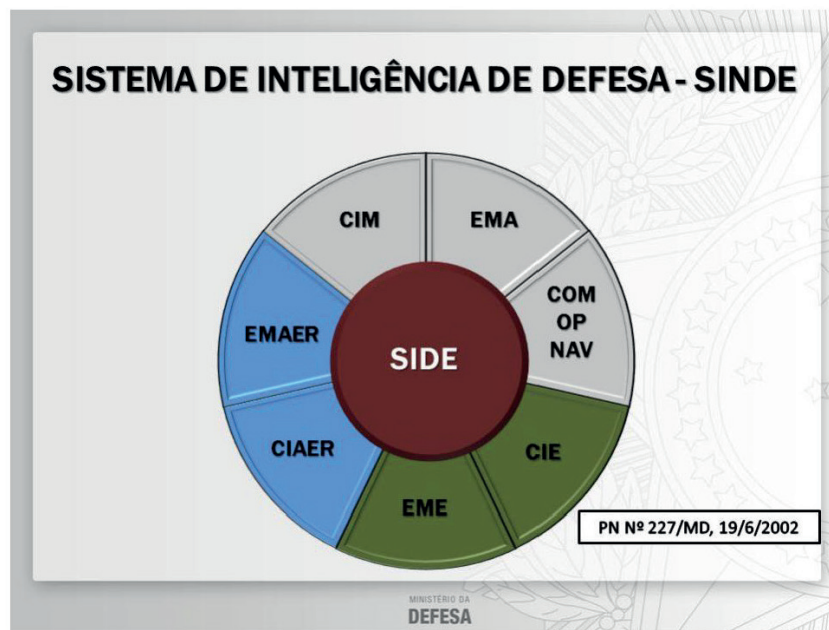 SISTEMA DE INTELIGÊNCIA DE DEFESA - SINDE
CIM
EMA
EMAER
COM
OP
NAV
SIDE
CIAER
CIE
EME
PN Nº 227/MD, 19/6/2002
MINISTÉRIO DA
DEFESA